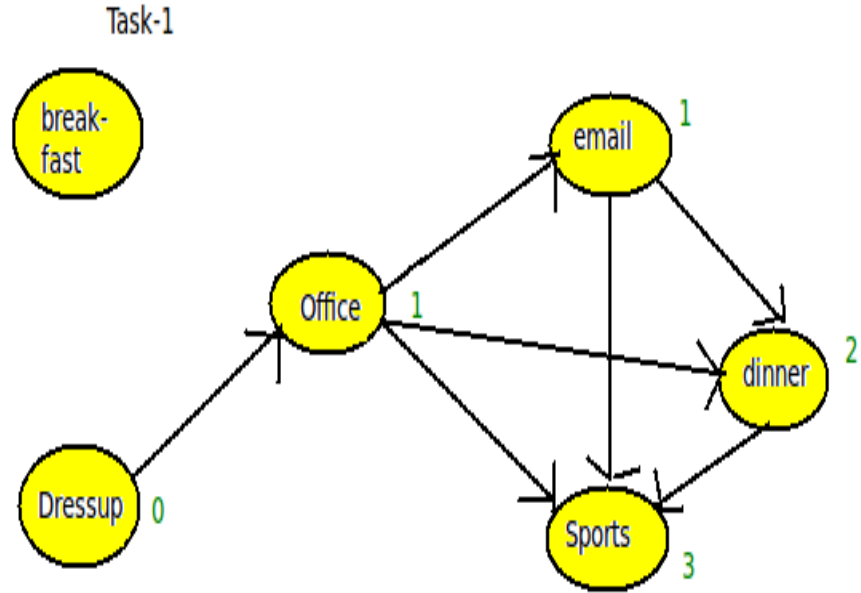 Task-1
break-
fast
email
1
Office
1
dinner
2
Dressup
0
Sports
3